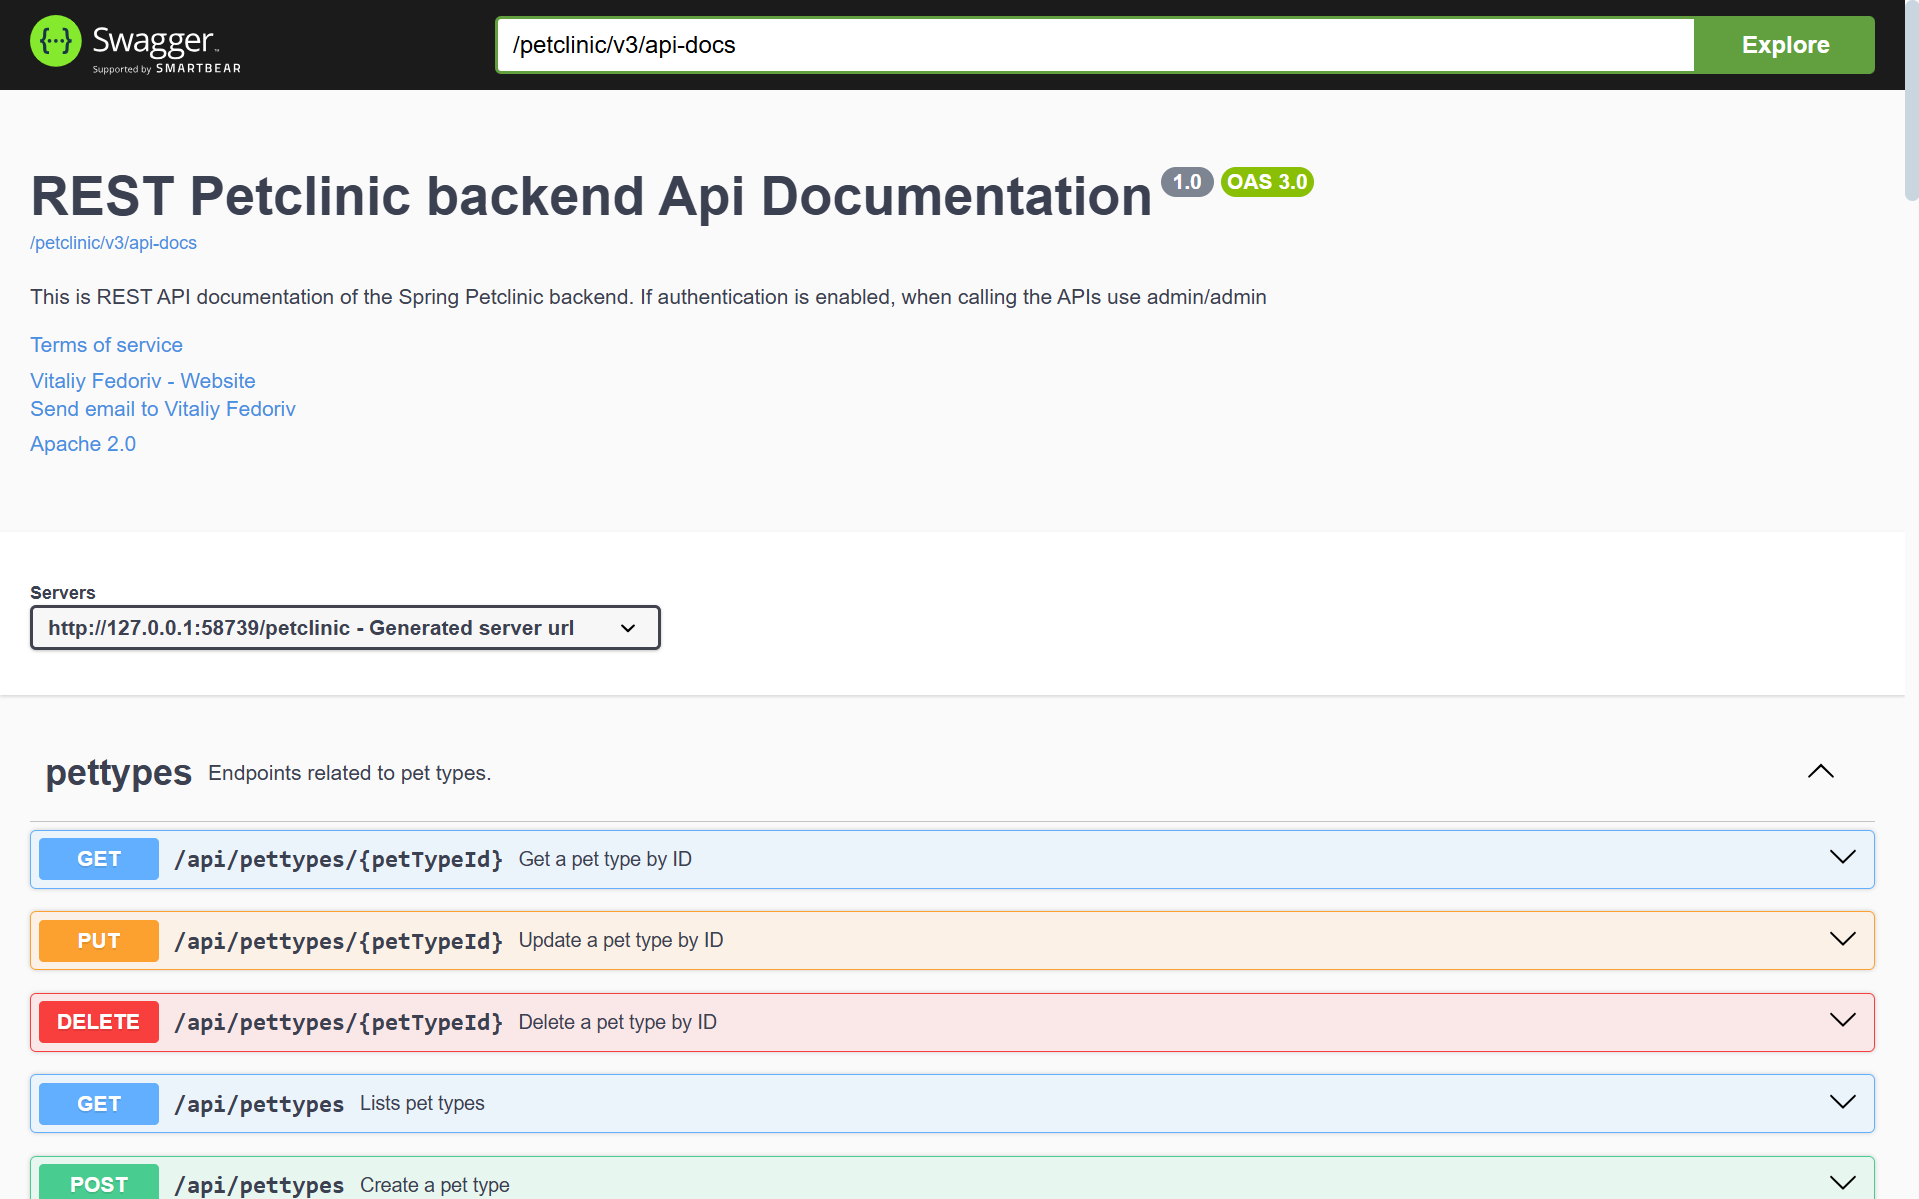 {···} Swagger™
Supported by SMARTBEAR
/petclinic/v3/api-docs
Explore
REST Petclinic backend Api Documentation 1.0 OAS 3.0
/petclinic/v3/api-docs
This is REST API documentation of the Spring Petclinic backend. If authentication is enabled, when calling the APIs use admin/admin
Terms of service
Vitaliy Fedoriv - Website
Send email to Vitaliy Fedoriv
Apache 2.0
Servers
http://127.0.0.1:58739/petclinic - Generated server url
pettypes Endpoints related to pet types.
GET /api/pettypes/{petTypeId} Get a pet type by ID
PUT /api/pettypes/{petTypeId} Update a pet type by ID
DELETE /api/pettypes/{petTypeId} Delete a pet type by ID
GET /api/pettypes Lists pet types
POST /api/pettypes Create a pet type